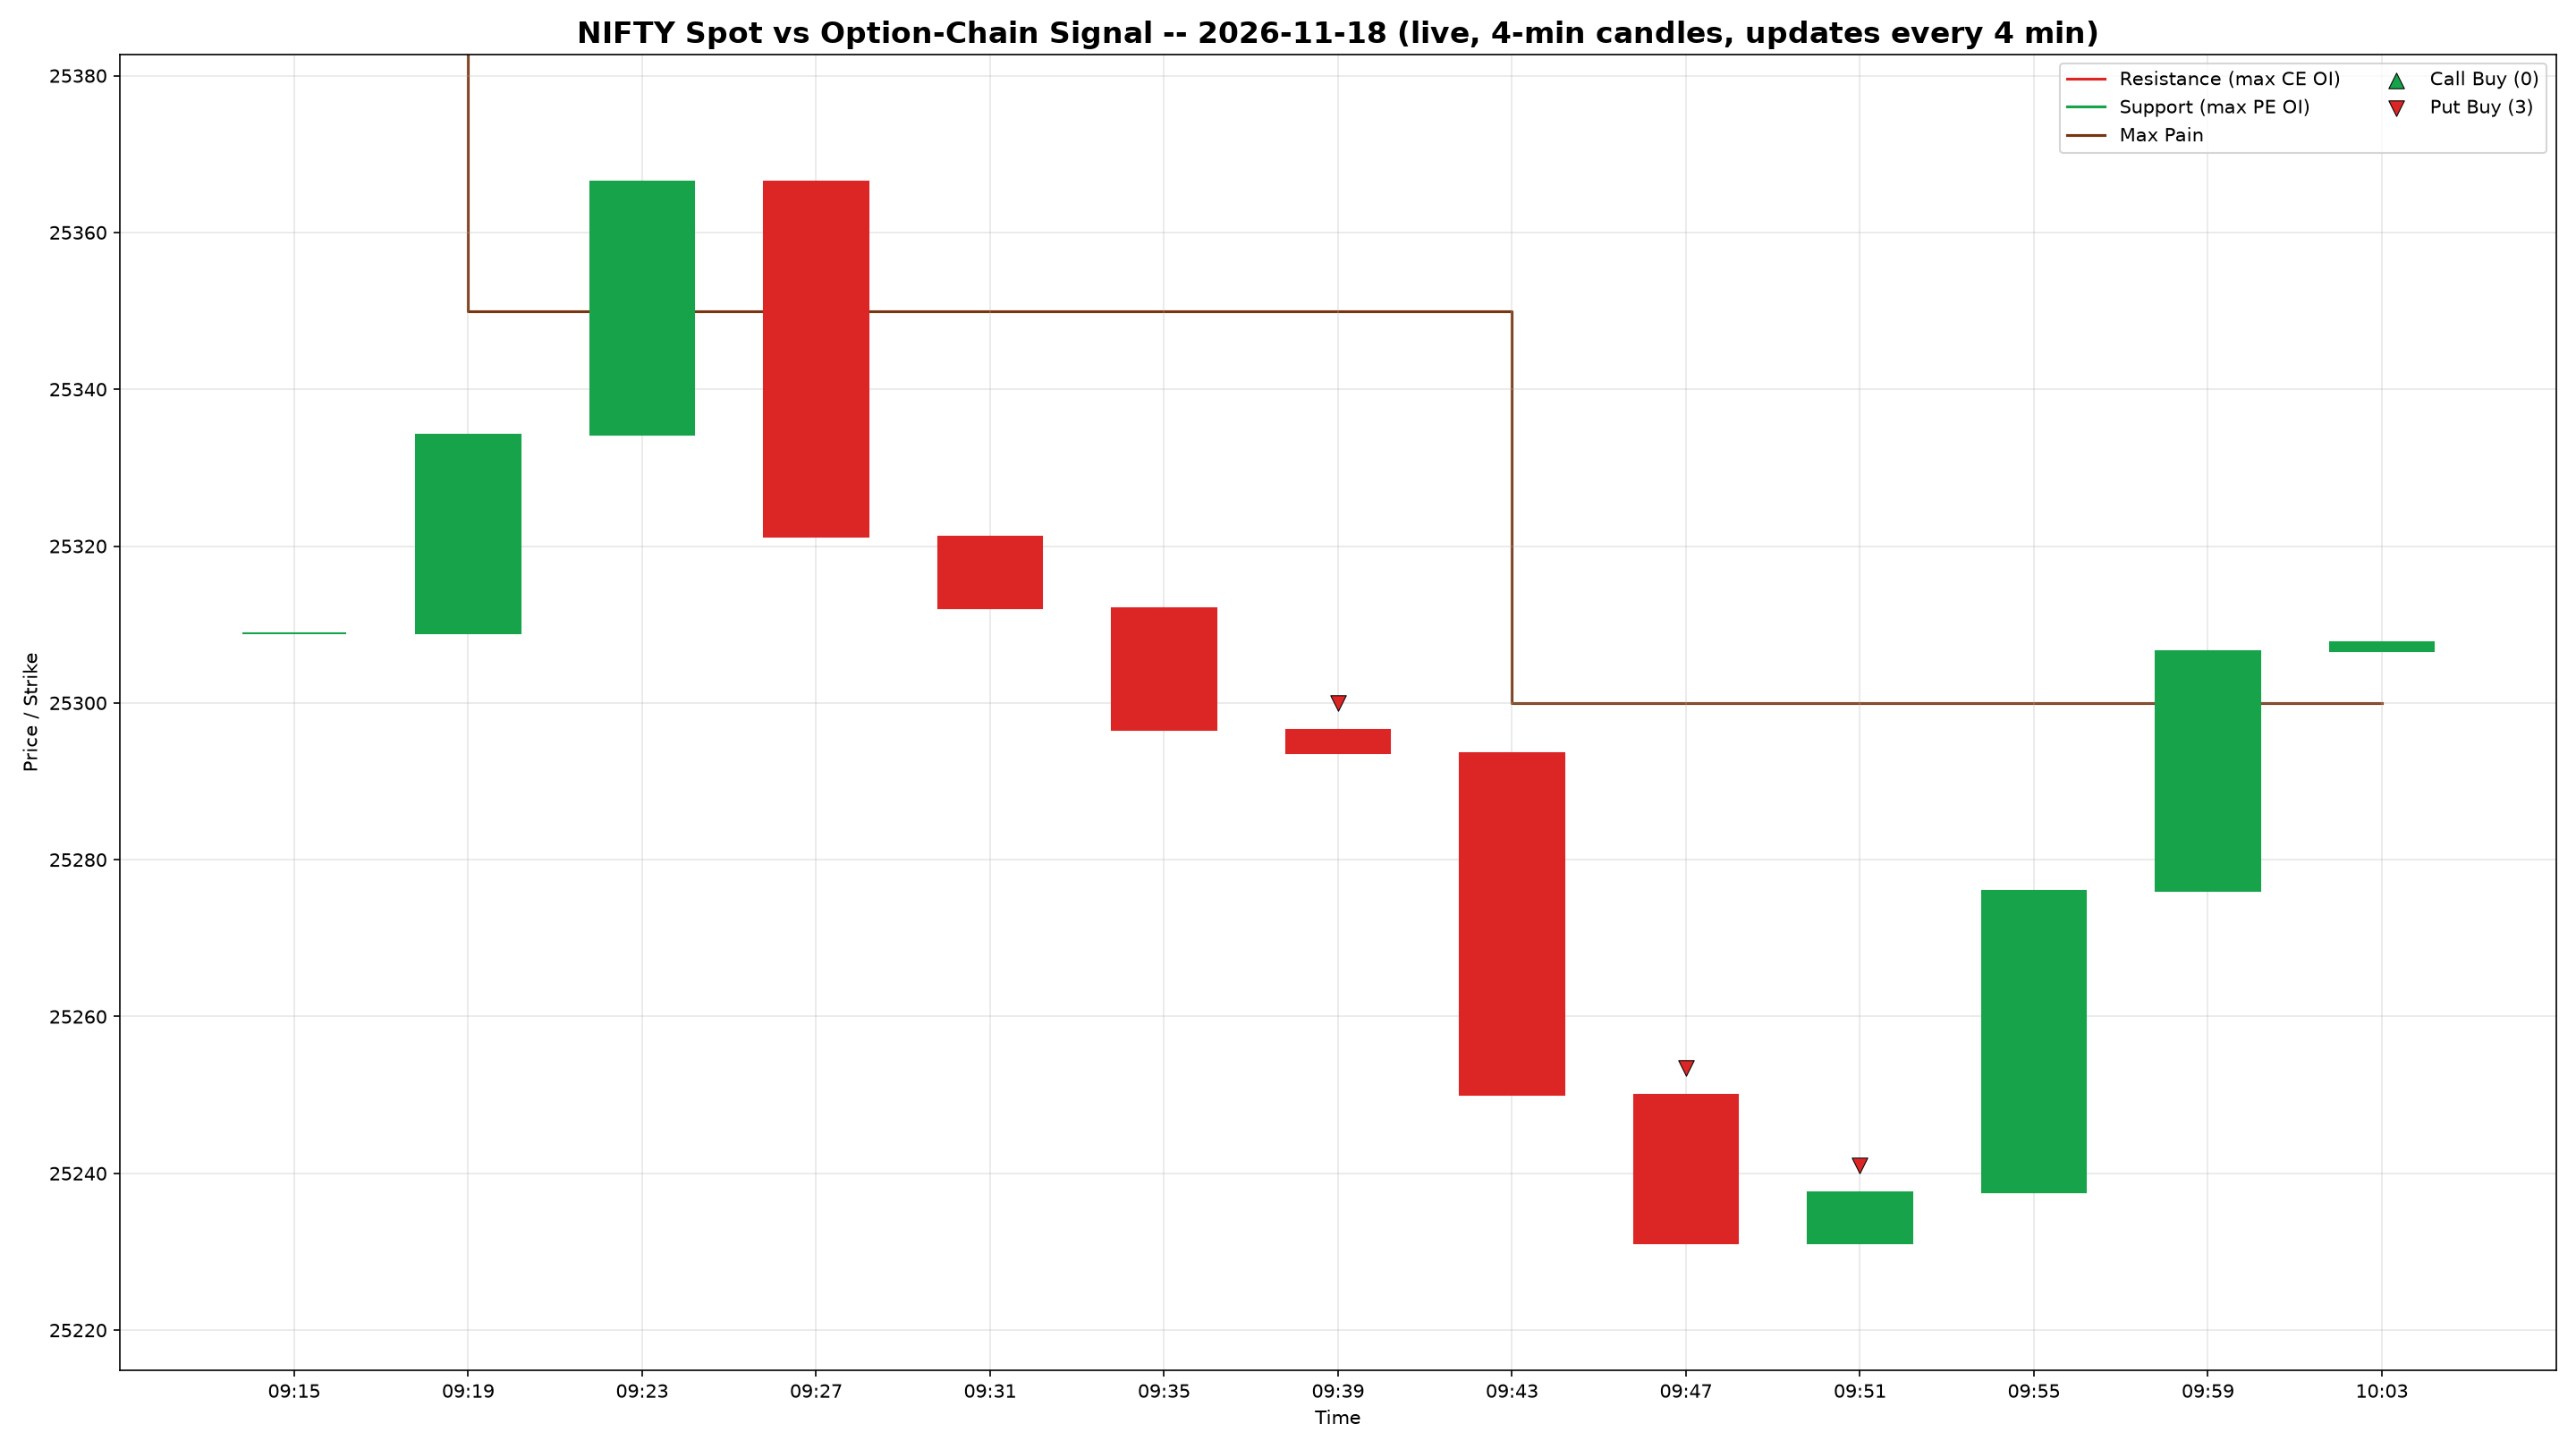 NIFTY Spot vs Option-Chain Signal -- 2026-11-18 (live, 4-min candles, updates every 4 min)
Resistance (max CE OI)
Support (max PE OI)
Max Pain
Call Buy (0)
Put Buy (3)
Price / Strike
25380
25360
25340
25320
25300
25280
25260
25240
25220
09:15 09:19 09:23 09:27 09:31 09:35 09:39 09:43 09:47 09:51 09:55 09:59 10:03
Time